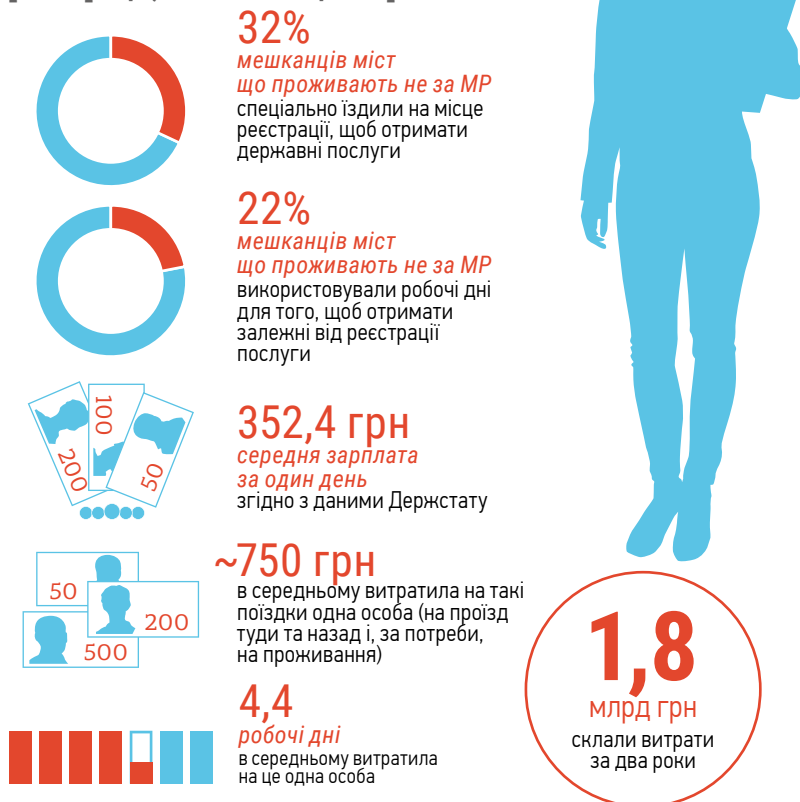 32%
мешканців міст
що проживають не за МР
спеціально їздили на місце
реєстрації, щоб отримати
державні послуги
22%
мешканців міст
що проживають не за МР
використовували робочі дні
для того, щоб отримати
залежні від реєстрації
послуги
200
100
50
352,4 грн
середня зарплата
за один день
згідно з даними Держстату
50
200
500
~750 грн
в середньому витратила на такі
поїздки одна особа (на проїзд
туди та назад і, за потреби,
на проживання)
4,4
робочі дні
в середньому витратила
на це одна особа
1,8
млрд грн
склали витрати
за два роки